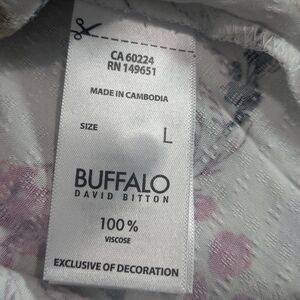 CA 60224
RN 149651
MADE IN CAMBODIA
SIZE L
BUFFALO
DAVID BITTON
100%
VISCOSE
EXCLUSIVE OF DECORATION